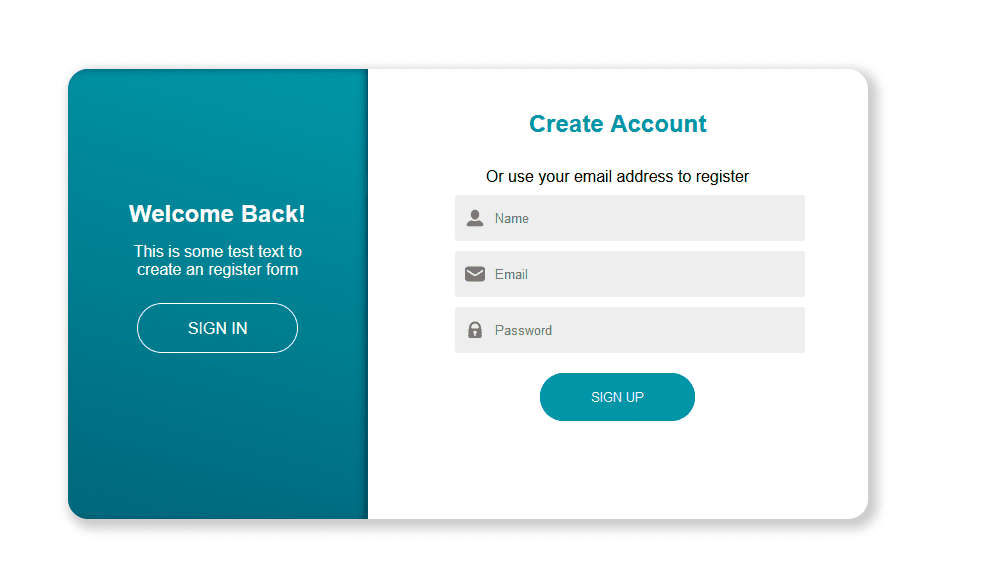 Welcome Back!
This is some test text to
create an register form
SIGN IN
Create Account
Or use your email address to register
Name
Email
Password
SIGN UP